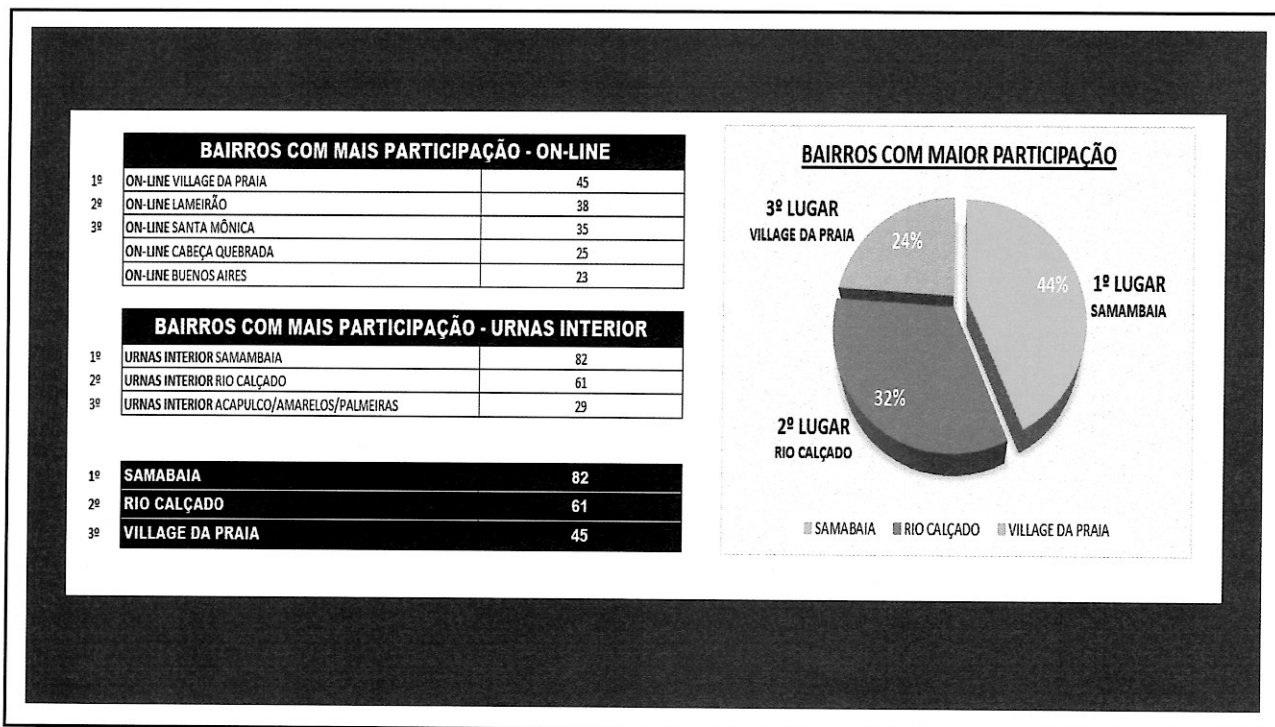 BAIRROS COM MAIS PARTICIPAÇÃO - ON-LINE
1º ON-LINE VILLAGE DA PRAIA 45
2º ON-LINE LAMEIRÃO 38
3º ON-LINE SANTA MÔNICA 35
ON-LINE CABEÇA QUEBRADA 25
ON-LINE BUENOS AIRES 23
BAIRROS COM MAIS PARTICIPAÇÃO - URNAS INTERIOR
1º URNAS INTERIOR SAMAMBAIA 82
2º URNAS INTERIOR RIO CALÇADO 61
3º URNAS INTERIOR ACAPULCO/AMARELOS/PALMEIRAS 29
1º SAMABAIA 82
2º RIO CALÇADO 61
3º VILLAGE DA PRAIA 45
BAIRROS COM MAIOR PARTICIPAÇÃO
3º LUGAR
VILLAGE DA PRAIA
24%
44%
1º LUGAR
SAMAMBAIA
32%
2º LUGAR
RIO CALÇADO
SAMABAIA RIO CALÇADO VILLAGE DA PRAIA